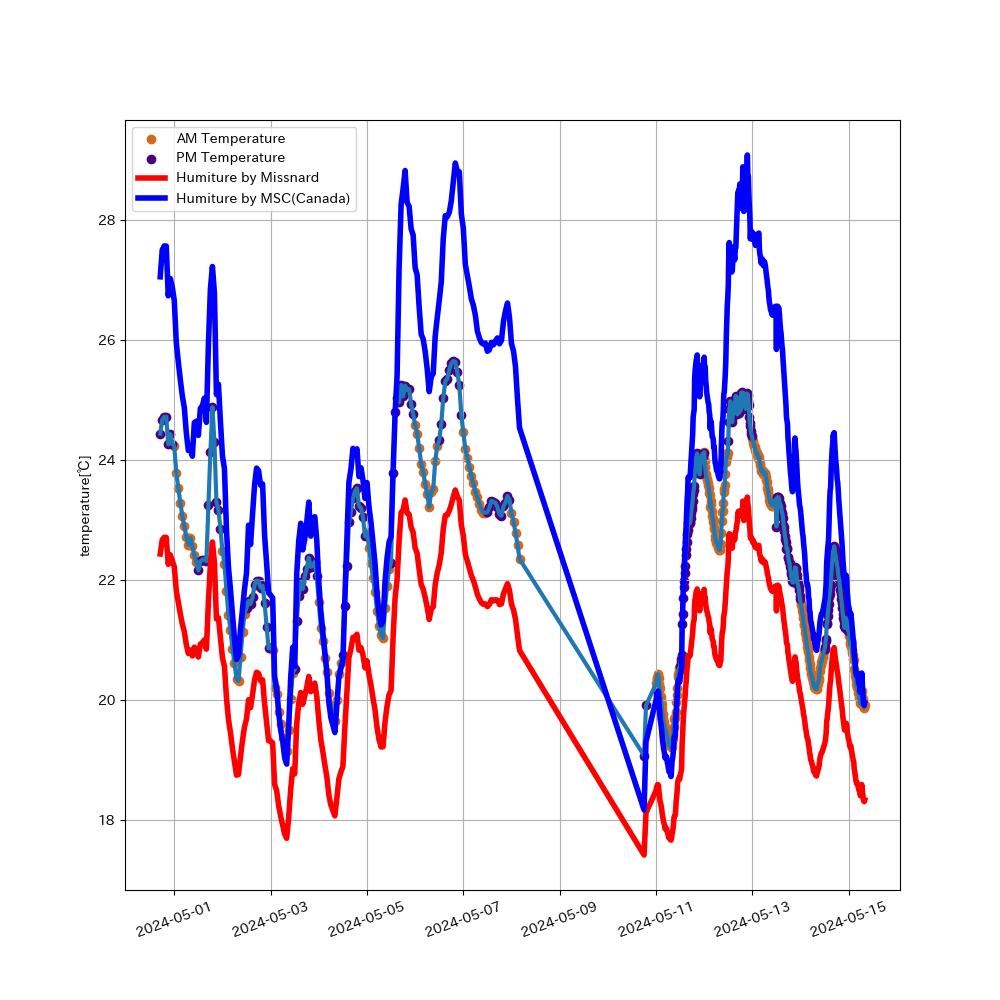 AM Temperature
PM Temperature
Humiture by Missnard
Humiture by MSC(Canada)
28
26
24
22
20
18
temperature[℃]
2024-05-01
2024-05-03
2024-05-05
2024-05-07
2024-05-09
2024-05-11
2024-05-13
2024-05-15